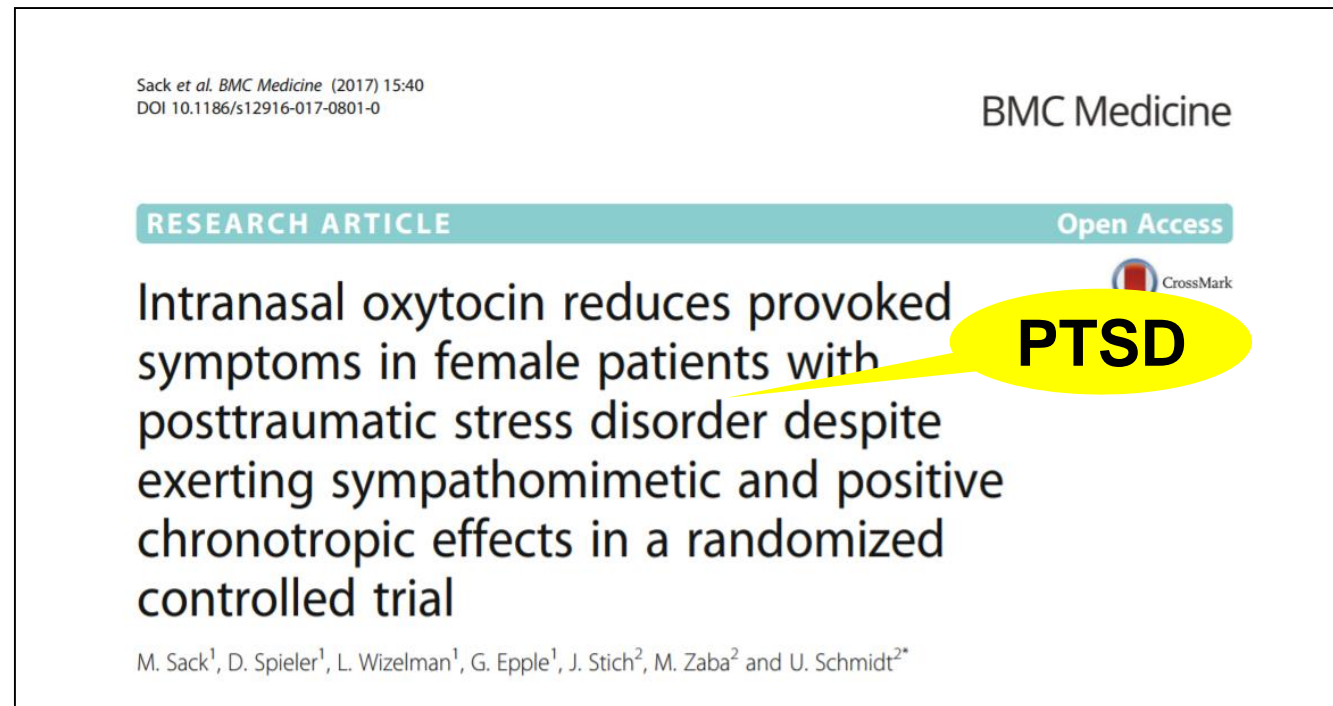 Sack et al. BMC Medicine (2017) 15:40
DOI 10.1186/s12916-017-0801-0
BMC Medicine
RESEARCH ARTICLE
Open Access
CrossMark
Intranasal oxytocin reduces provoked
symptoms in female patients with
posttraumatic stress disorder despite
exerting sympathomimetic and positive
chronotropic effects in a randomized
controlled trial
PTSD
M. Sack¹, D. Spieler¹, L. Wizelman¹, G. Epple¹, J. Stich², M. Zaba² and U. Schmidt²*